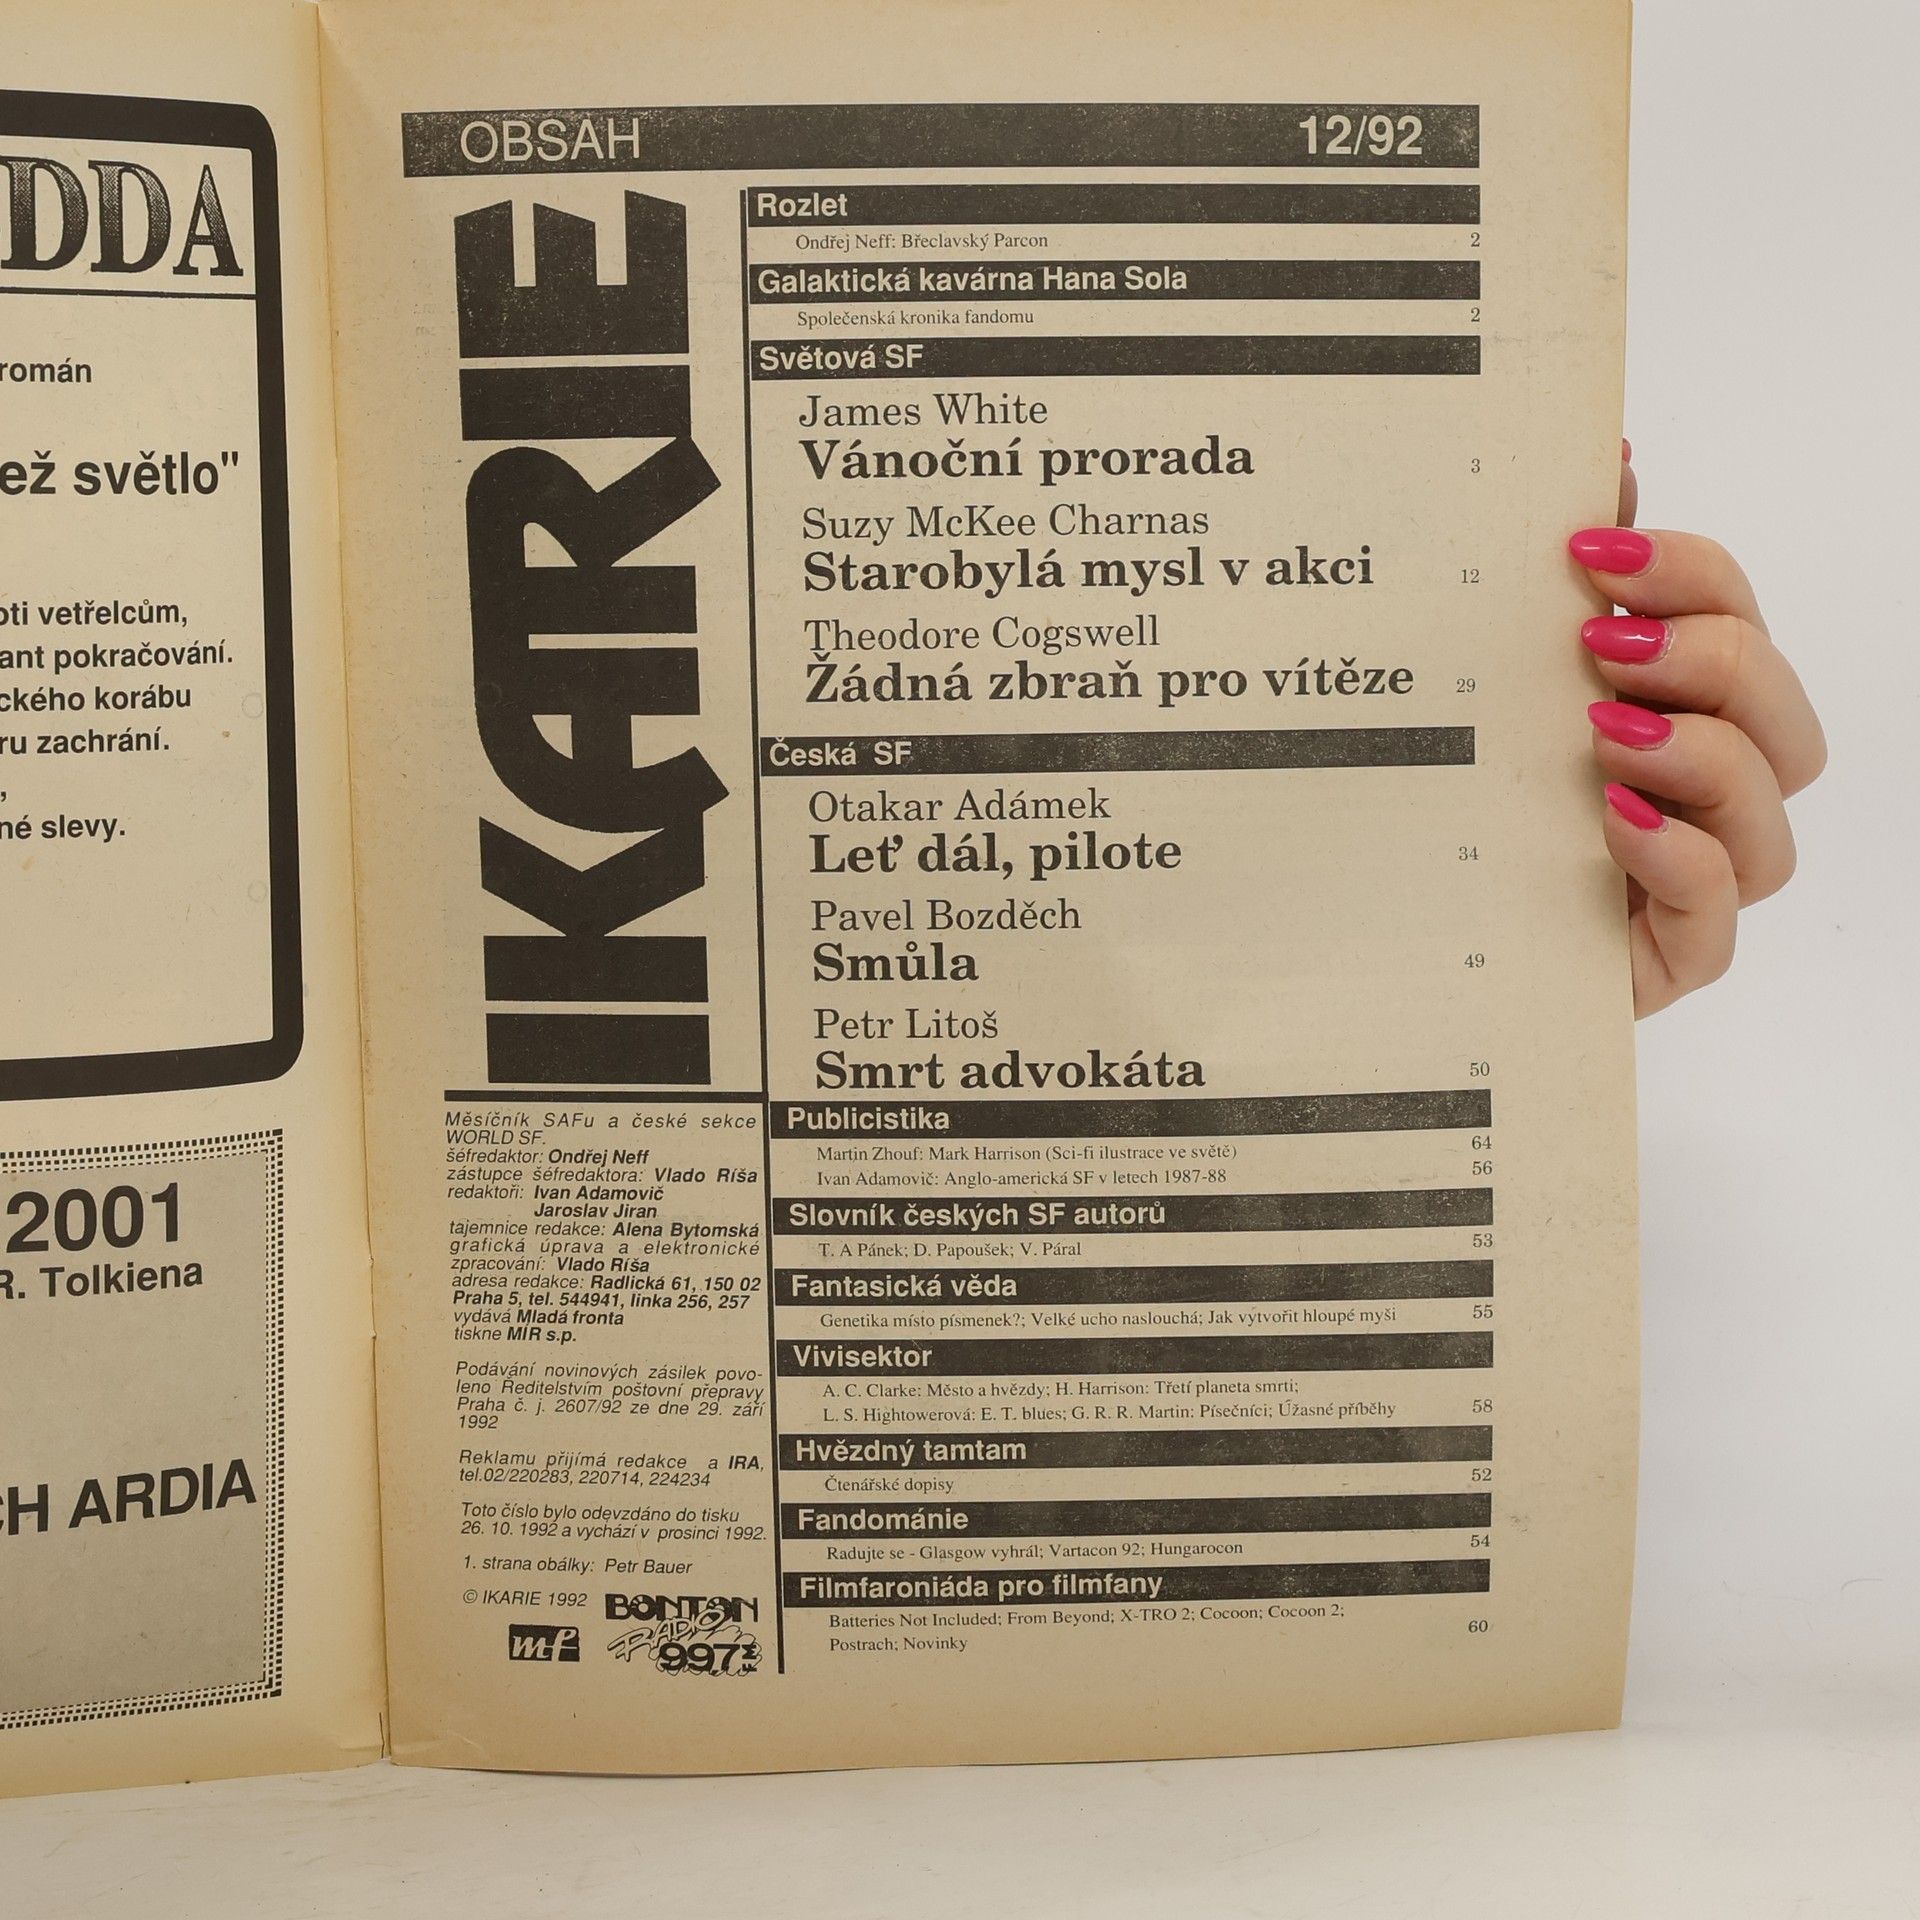 DDA
román
ež světlo"
oti vetřelcům,
ant pokračování.
ckého korábu
ru zachrání.
,
né slevy.
2001
R. Tolkiena
CH ARDIA
OBSAH 12/92
IKARIE
Rozlet
Ondřej Neff: Břeclavský Parcon 2
Galaktická kavárna Hana Sola
Společenská kronika fandomu 2
Světová SF
James White
Vánoční prorada 3
Suzy McKee Charnas
Starobylá mysl v akci 12
Theodore Cogswell
Žádná zbraň pro vítěze 29
Česká SF
Otakar Adámek
Leť dál, pilote 34
Pavel Bozděch
Smůla 49
Petr Litoš
Smrt advokáta 50
Publicistika
Martin Zhouf: Mark Harrison (Sci-fi ilustrace ve světě) 64
Ivan Adamovič: Anglo-americká SF v letech 1987-88 56
Slovník českých SF autorů
T. A Pánek; D. Papoušek; V. Páral 53
Fantasická věda
Genetika místo písmenek?; Velké ucho naslouchá; Jak vytvořit hloupé myši 55
Vivisektor
A. C. Clarke: Město a hvězdy; H. Harrison: Třetí planeta smrti;
L. S. Hightowerová: E. T. blues; G. R. R. Martin: Písečníci; Úžasné příběhy 58
Hvězdný tamtam
Čtenářské dopisy 52
Fandománie
Radujte se - Glasgow vyhrál; Vartacon 92; Hungarocon 54
Filmfaroniáda pro filmfany
Batteries Not Included; From Beyond; X-TRO 2; Cocoon; Cocoon 2;
Postrach; Novinky 60
Měsíčník SAFu a české sekce
WORLD SF.
šéfredaktor: Ondřej Neff
zástupce šéfredaktora: Vlado Ríša
redaktoři: Ivan Adamovič
Jaroslav Jiran
tajemnice redakce: Alena Bytomská
grafická úprava a elektronické
zpracování: Vlado Ríša
adresa redakce: Radlická 61, 150 02
Praha 5, tel. 544941, linka 256, 257
vydává Mladá fronta
tiskne MÍR s.p.
Podávání novinových zásilek povo-
leno Ředitelstvím poštovní přepravy
Praha č. j. 2607/92 ze dne 29. září
1992
Reklamu přijímá redakce a IRA,
tel.02/220283, 220714, 224234
Toto číslo bylo odevzdáno do tisku
26. 10. 1992 a vychází v prosinci 1992.
1. strana obálky: Petr Bauer
© IKARIE 1992
mf
BONTON
RADIO
99.7 FM